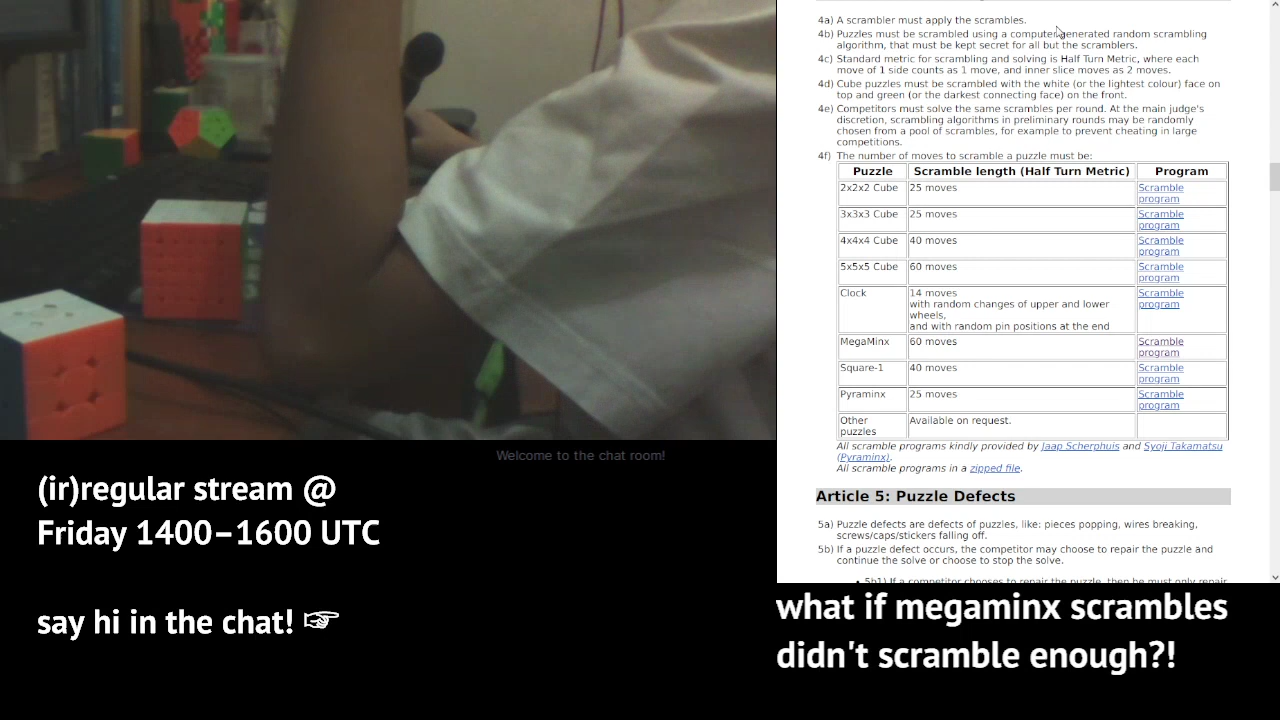 4a) A scrambler must apply the scrambles.
4b) Puzzles must be scrambled using a computer-generated random scrambling
algorithm, that must be kept secret for all but the scramblers.
4c) Standard metric for scrambling and solving is Half Turn Metric, where each
move of 1 side counts as 1 move, and inner slice moves as 2 moves.
4d) Cube puzzles must be scrambled with the white (or the lightest colour) face on
top and green (or the darkest connecting face) on the front.
4e) Competitors must solve the same scrambles per round. At the main judge's
discretion, scrambling algorithms in preliminary rounds may be randomly
chosen from a pool of scrambles, for example to prevent cheating in large
competitions.
4f) The number of moves to scramble a puzzle must be:
Puzzle Scramble length (Half Turn Metric) Program
2x2x2 Cube 25 moves Scramble
program
3x3x3 Cube 25 moves Scramble
program
4x4x4 Cube 40 moves Scramble
program
5x5x5 Cube 60 moves Scramble
program
Clock 14 moves Scramble
with random changes of upper and lower program
wheels,
and with random pin positions at the end
MegaMinx 60 moves Scramble
program
Square-1 40 moves Scramble
program
Pyraminx 25 moves Scramble
program
Other Available on request.
puzzles
All scramble programs kindly provided by Jaap Scherphuis and Syoji Takamatsu
(Pyraminx).
All scramble programs in a zipped file.
Article 5: Puzzle Defects
5a) Puzzle defects are defects of puzzles, like: pieces popping, wires breaking,
screws/caps/stickers falling off.
5b) If a puzzle defect occurs, the competitor may choose to repair the puzzle and
continue the solve or choose to stop the solve.
• 5b1) If a competitor chooses to repair the puzzle, then he must only repair
Welcome to the chat room!
(ir)regular stream @
Friday 1400–1600 UTC
say hi in the chat! ☞
what if megaminx scrambles
didn't scramble enough?!